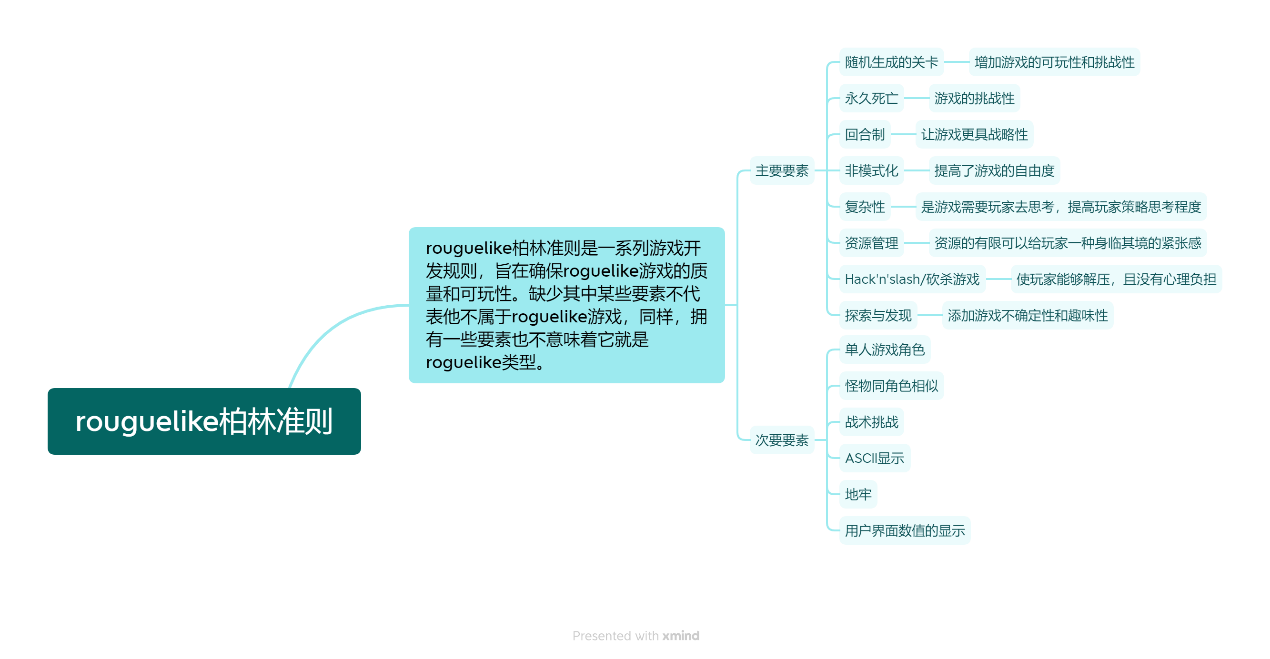 rouguelike柏林准则
rouguelike柏林准则是一系列游戏开
发规则，旨在确保roguelike游戏的质
量和可玩性。缺少其中某些要素不代
表他不属于roguelike游戏，同样，拥
有一些要素也不意味着它就是
roguelike类型。
主要要素
随机生成的关卡
增加游戏的可玩性和挑战性
永久死亡
游戏的挑战性
回合制
让游戏更具战略性
非模式化
提高了游戏的自由度
复杂性
是游戏需要玩家去思考，提高玩家策略思考程度
资源管理
资源的有限可以给玩家一种身临其境的紧张感
Hack'n'slash/砍杀游戏
使玩家能够解压，且没有心理负担
探索与发现
添加游戏不确定性和趣味性
次要要素
单人游戏角色
怪物同角色相似
战术挑战
ASCII显示
地牢
用户界面数值的显示
Presented with xmind